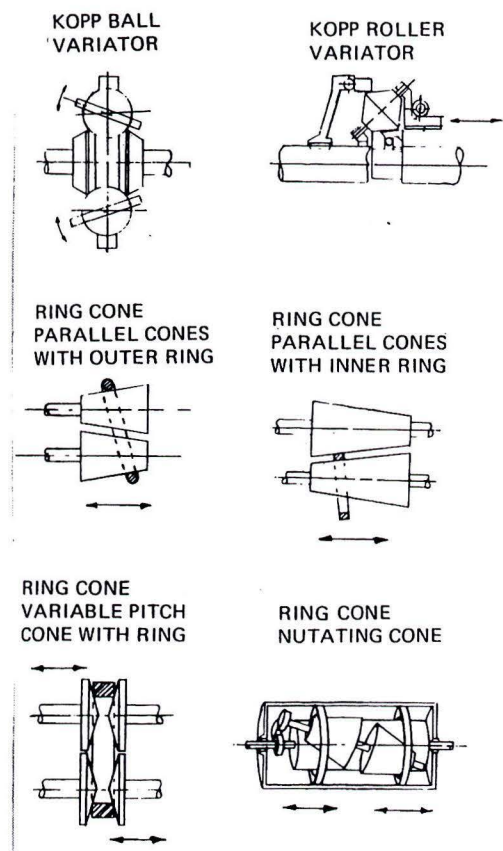 KOPP BALL
VARIATOR
KOPP ROLLER
VARIATOR
RING CONE
PARALLEL CONES
WITH OUTER RING
RING CONE
PARALLEL CONES
WITH INNER RING
RING CONE
VARIABLE PITCH
CONE WITH RING
RING CONE
NUTATING CONE